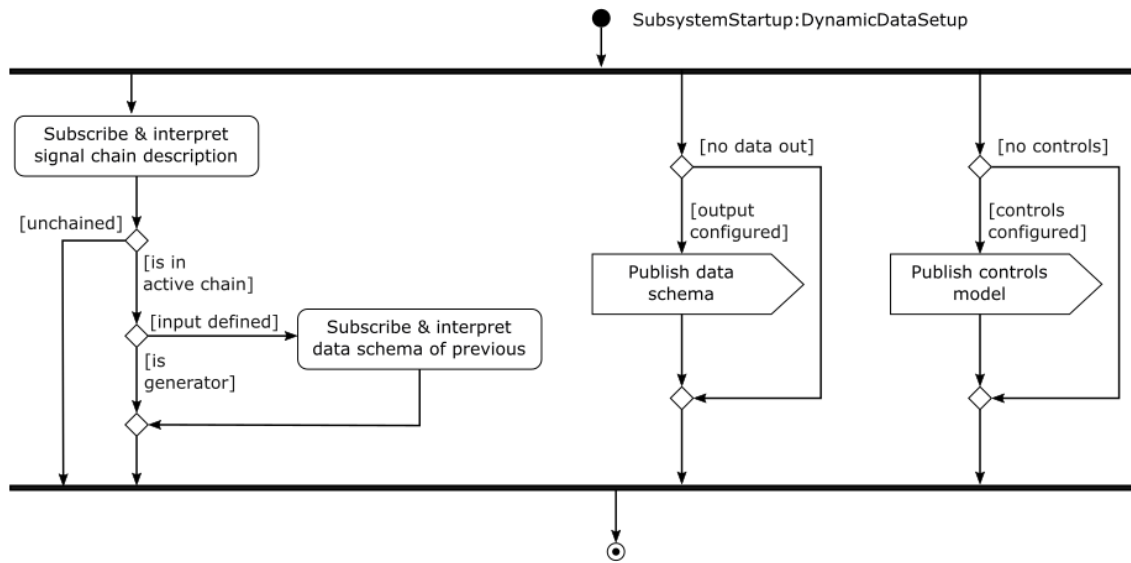 SubsystemStartup:DynamicDataSetup
Subscribe & interpret
signal chain description
[unchained]
[is in
active chain]
[input defined]
Subscribe & interpret
data schema of previous
[is
generator]
[no data out]
[output
configured]
Publish data
schema
[no controls]
[controls
configured]
Publish controls
model